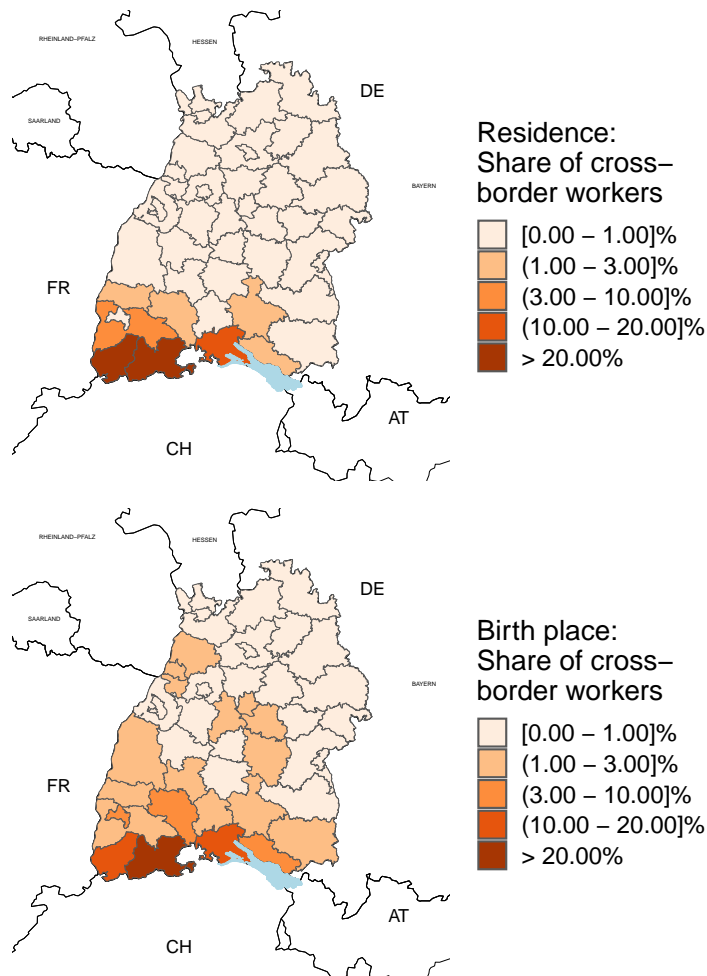 RHEINLAND−PFALZ
HESSEN
DE
SAARLAND
BAYERN
FR
AT
CH
Residence:
Share of cross−
border workers
[0.00 − 1.00]%
(1.00 − 3.00]%
(3.00 − 10.00]%
(10.00 − 20.00]%
> 20.00%
RHEINLAND−PFALZ
HESSEN
DE
SAARLAND
BAYERN
FR
AT
CH
Birth place:
Share of cross−
border workers
[0.00 − 1.00]%
(1.00 − 3.00]%
(3.00 − 10.00]%
(10.00 − 20.00]%
> 20.00%